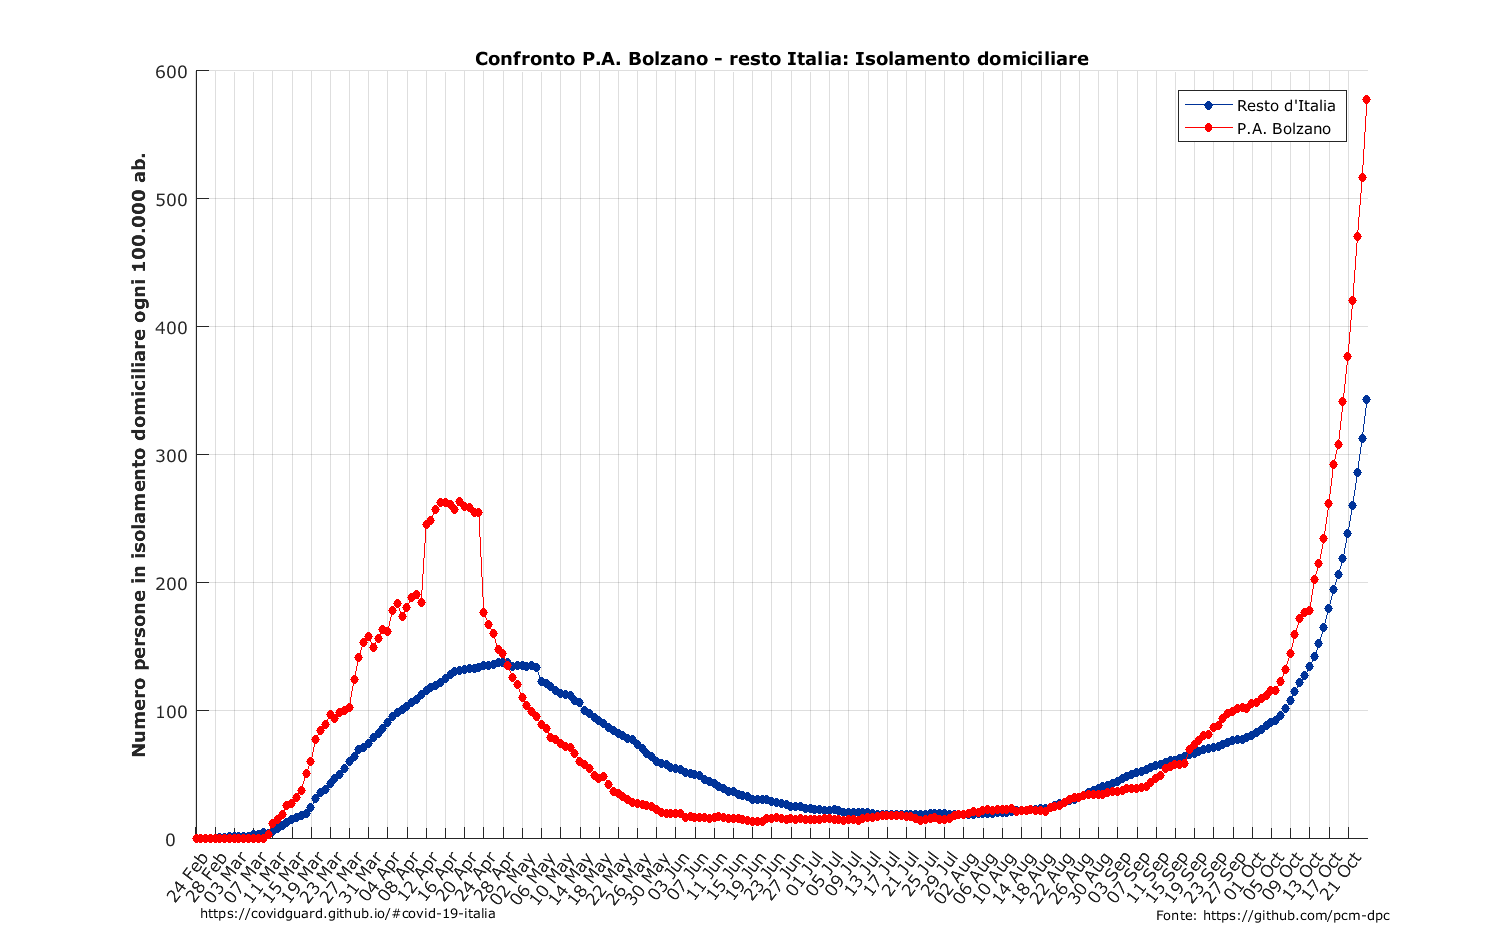 Confronto P.A. Bolzano - resto Italia: Isolamento domiciliare
Numero persone in isolamento domiciliare ogni 100.000 ab.
600
500
400
300
200
100
0
Resto d'Italia
P.A. Bolzano
24 Feb
28 Feb
03 Mar
07 Mar
11 Mar
15 Mar
19 Mar
23 Mar
27 Mar
31 Mar
04 Apr
08 Apr
12 Apr
16 Apr
20 Apr
24 Apr
28 Apr
02 May
06 May
10 May
14 May
18 May
22 May
26 May
30 May
03 Jun
07 Jun
11 Jun
15 Jun
19 Jun
23 Jun
27 Jun
01 Jul
05 Jul
09 Jul
13 Jul
17 Jul
21 Jul
25 Jul
29 Jul
02 Aug
06 Aug
10 Aug
14 Aug
18 Aug
22 Aug
26 Aug
30 Aug
03 Sep
07 Sep
11 Sep
15 Sep
19 Sep
23 Sep
27 Sep
01 Oct
05 Oct
09 Oct
13 Oct
17 Oct
21 Oct
https://covidguard.github.io/#covid-19-italia
Fonte: https://github.com/pcm-dpc